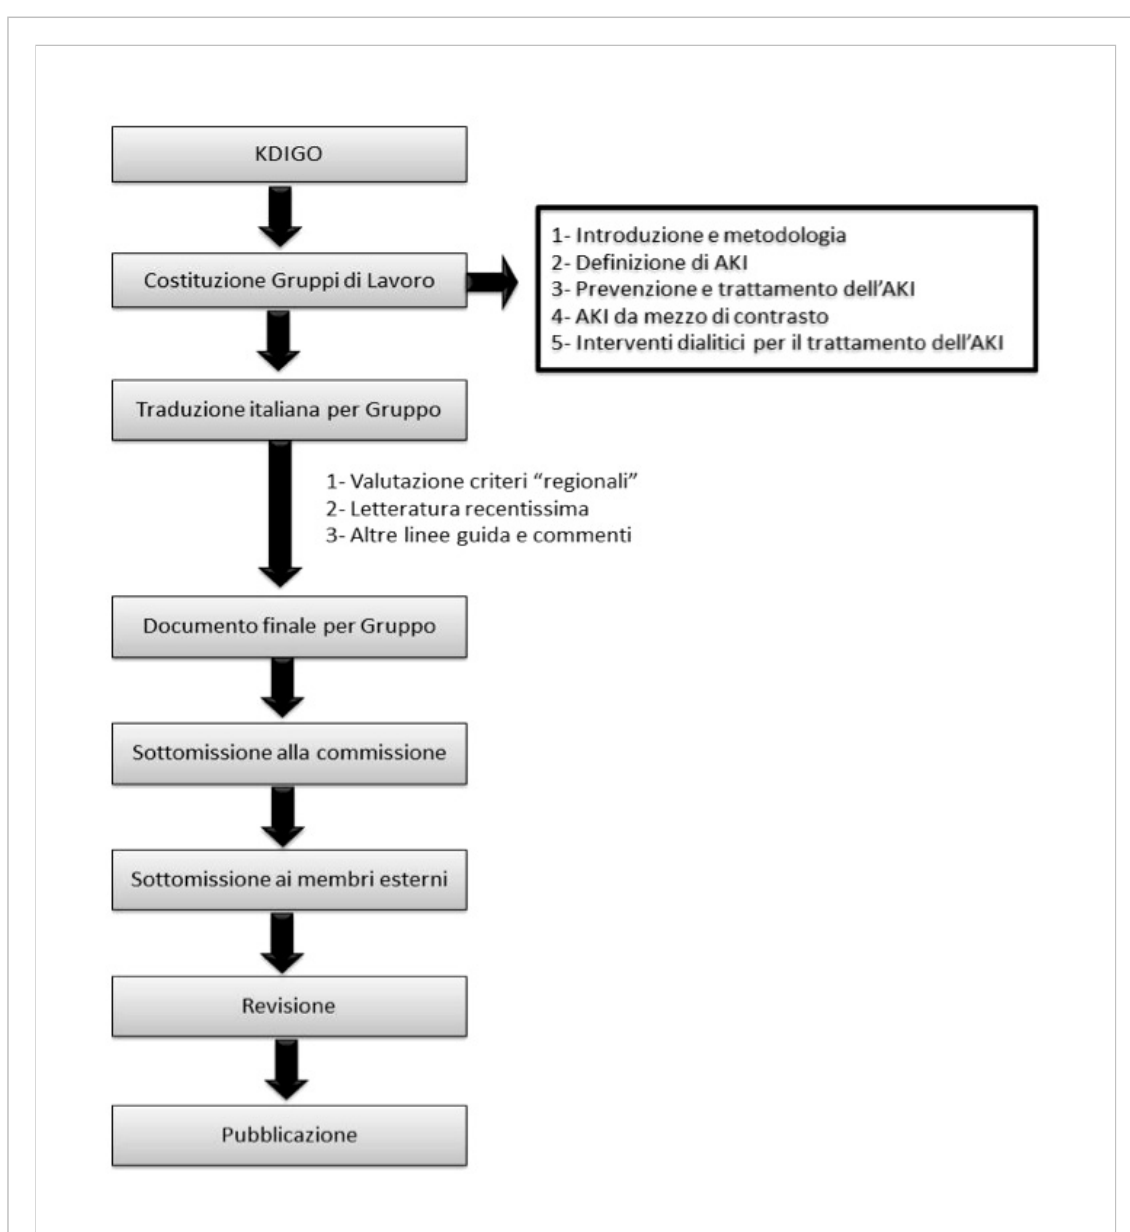 KDIGO
Costituzione Gruppi di Lavoro
1- Introduzione e metodologia
2- Definizione di AKI
3- Prevenzione e trattamento dell’AKI
4- AKI da mezzo di contrasto
5- Interventi dialitici per il trattamento dell’AKI
Traduzione italiana per Gruppo
1- Valutazione criteri “regionali”
2- Letteratura recentissima
3- Altre linee guida e commenti
Documento finale per Gruppo
Sottomissione alla commissione
Sottomissione ai membri esterni
Revisione
Pubblicazione